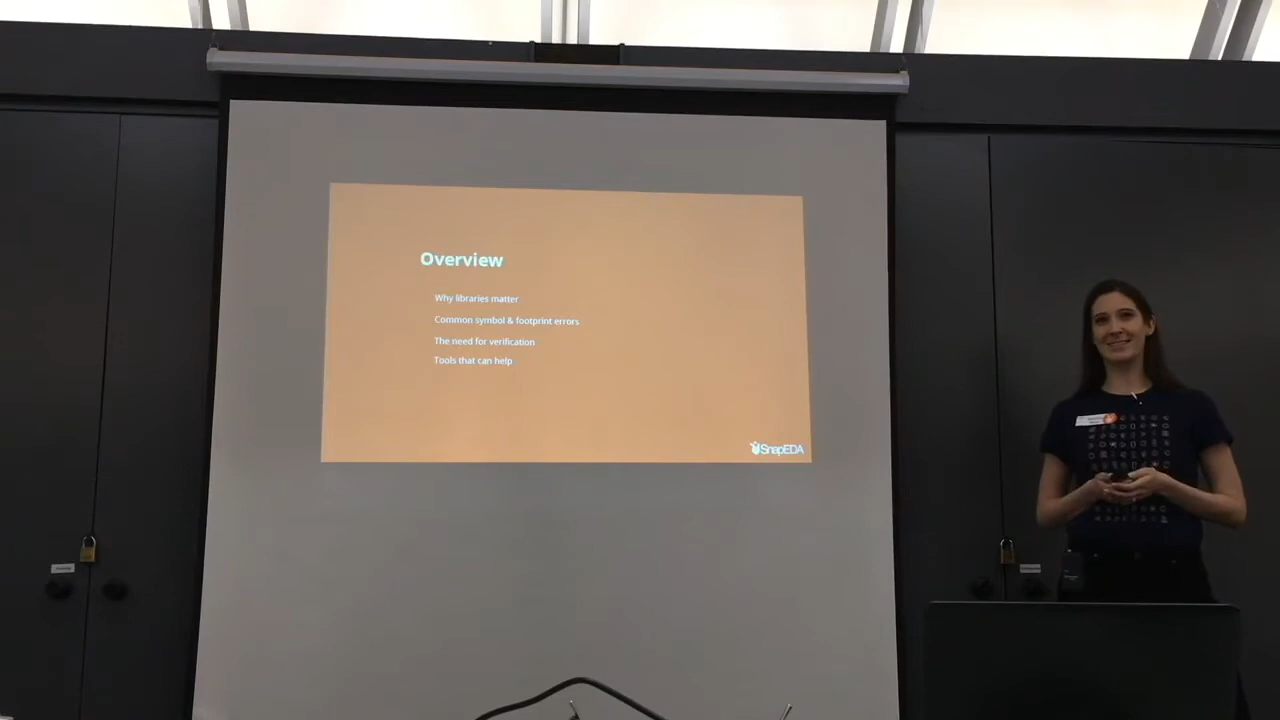 Overview
Why libraries matter
Common symbol & footprint errors
The need for verification
Tools that can help
SnapEDA